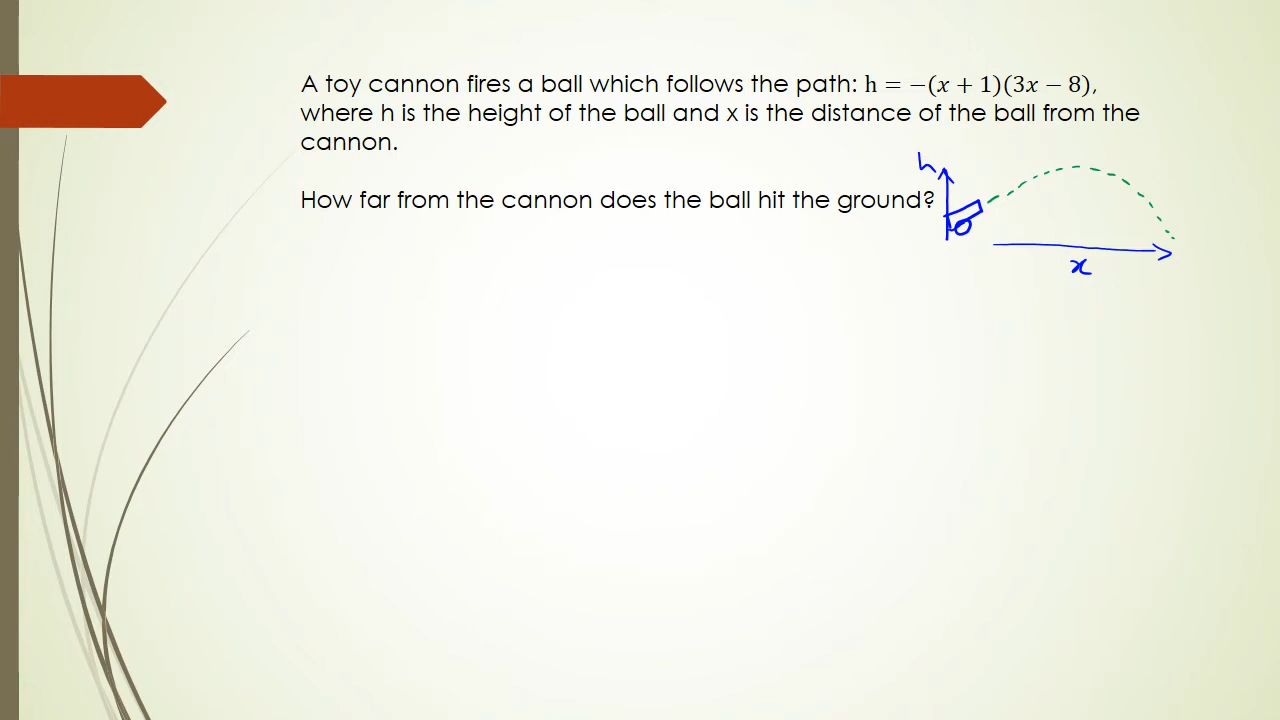 A toy cannon fires a ball which follows the path: h = −(x + 1)(3x − 8),
where h is the height of the ball and x is the distance of the ball from the
cannon.
h
How far from the cannon does the ball hit the ground?
x